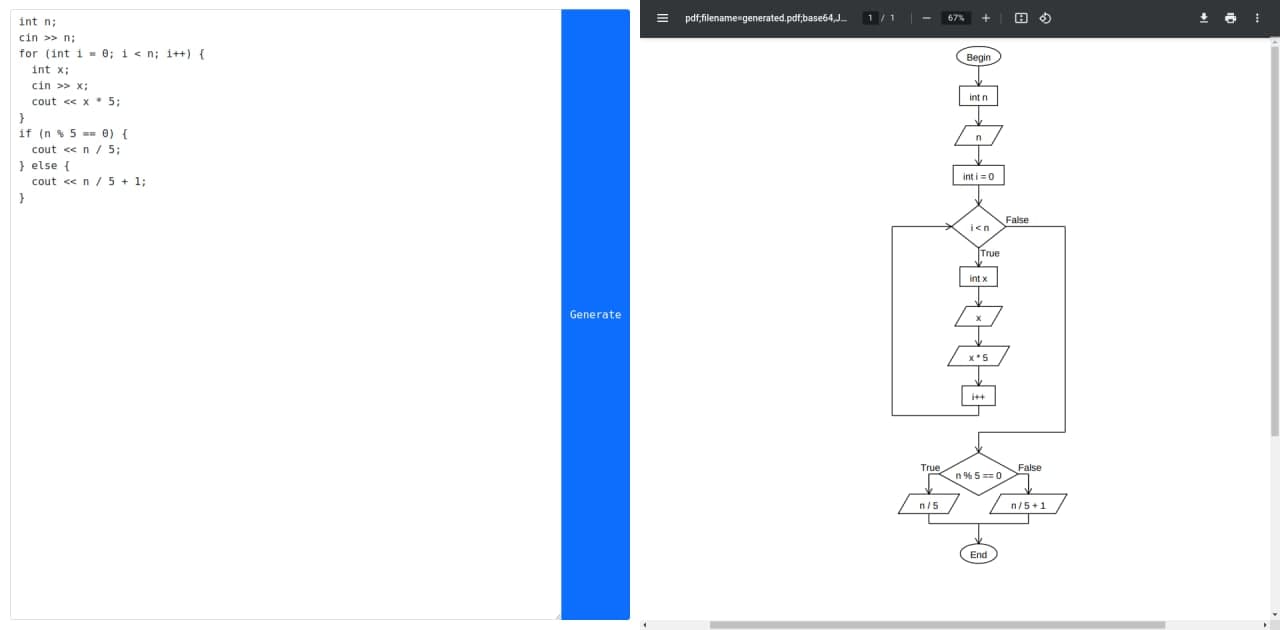 int n;
cin >> n;
for (int i = 0; i < n; i++) {
  int x;
  cin >> x;
  cout << x * 5;
}
if (n % 5 == 0) {
  cout << n / 5;
} else {
  cout << n / 5 + 1;
}
Generate
pdf;filename=generated.pdf;base64,J... 1 / 1 67%
Begin
int n
n
int i = 0
False
i < n
True
int x
x
x * 5
i++
True False
n % 5 == 0
n / 5 n / 5 + 1
End